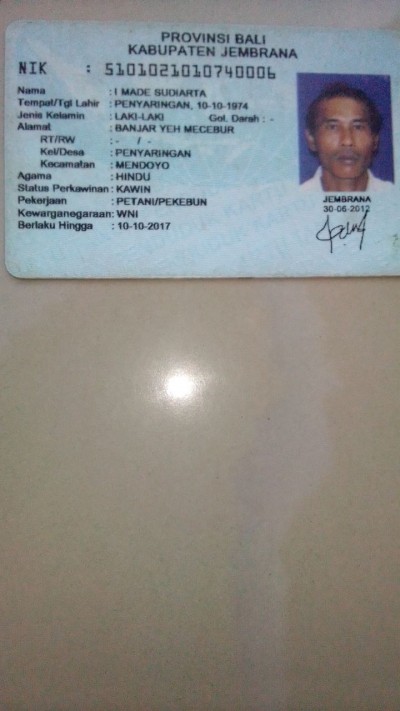 PROVINSI BALI
KABUPATEN JEMBRANA
NIK : 5101021010740006
Nama : I MADE SUDIARTA
Tempat/Tgl Lahir : PENYARINGAN, 10-10-1974
Jenis Kelamin : LAKI-LAKI Gol. Darah : -
Alamat : BANJAR YEH MECEBUR
RT/RW : - / -
Kel/Desa : PENYARINGAN
Kecamatan : MENDOYO
Agama : HINDU
Status Perkawinan : KAWIN
Pekerjaan : PETANI/PEKEBUN
Kewarganegaraan : WNI
Berlaku Hingga : 10-10-2017
JEMBRANA
30-06-2012